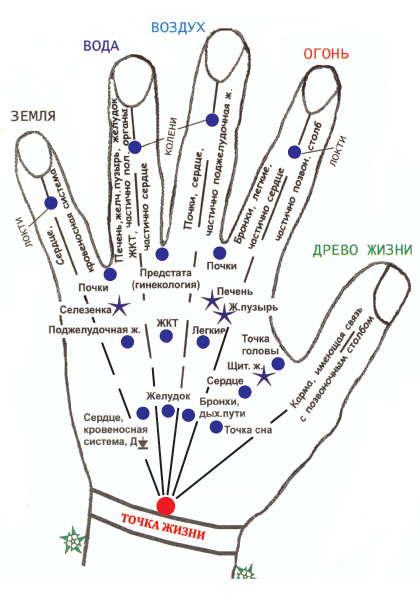 ВОЗДУХ
ВОДА
ОГОНЬ
ЗЕМЛЯ
ДРЕВО ЖИЗНИ
ЛОКТИ
Сердце,
кровеносная система
Печень,желч.пузырь, желудок
ЖКТ, частично пол. органы
частично сердце
КОЛЕНИ
Почки, сердце,
частично поджелудочная ж.
Бронхи, легкие,
частично сердце
частично позвон. столб
ЛОКТИ
Карма, имеющая связь
с позвоночным столбом
Почки
Предстата
(гинекология)
Почки
Селезенка
Печень
Ж.пузырь
Поджелудочная ж.
ЖКТ
Легкие
Точка
головы
Щит. ж.
Сердце
Желудок
Бронхи,
дых.пути
Сердце,
кровеносная
система, Д
Точка сна
ТОЧКА ЖИЗНИ